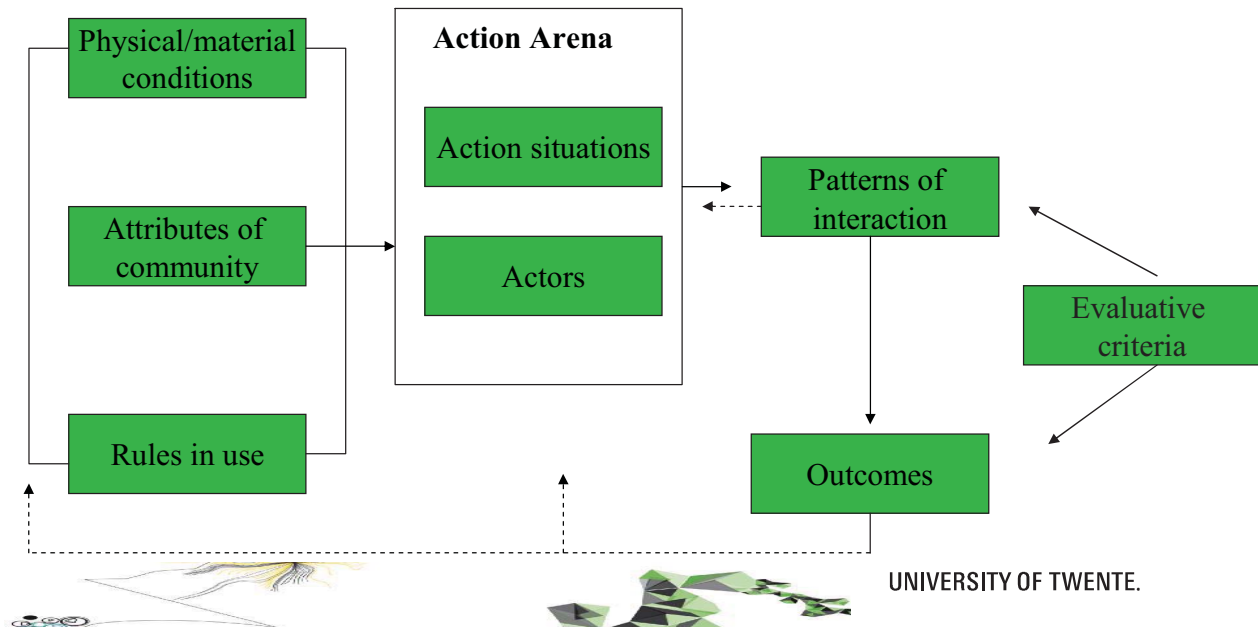 Physical/material
conditions
Attributes of
community
Rules in use
Action Arena
Action situations
Actors
Patterns of
interaction
Outcomes
Evaluative
criteria
UNIVERSITY OF TWENTE.